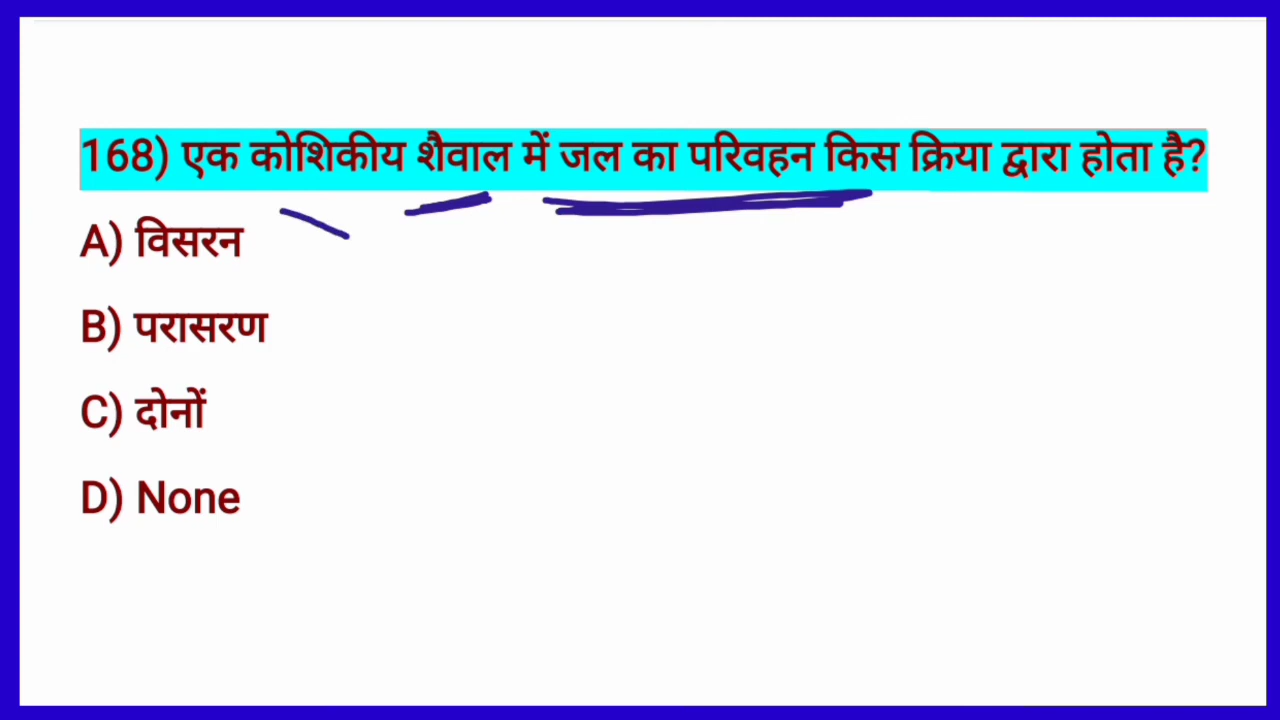 168) एक कोशिकीय शैवाल में जल का परिवहन किस क्रिया द्वारा होता है?
A) विसरन
B) परासरण
C) दोनों
D) None